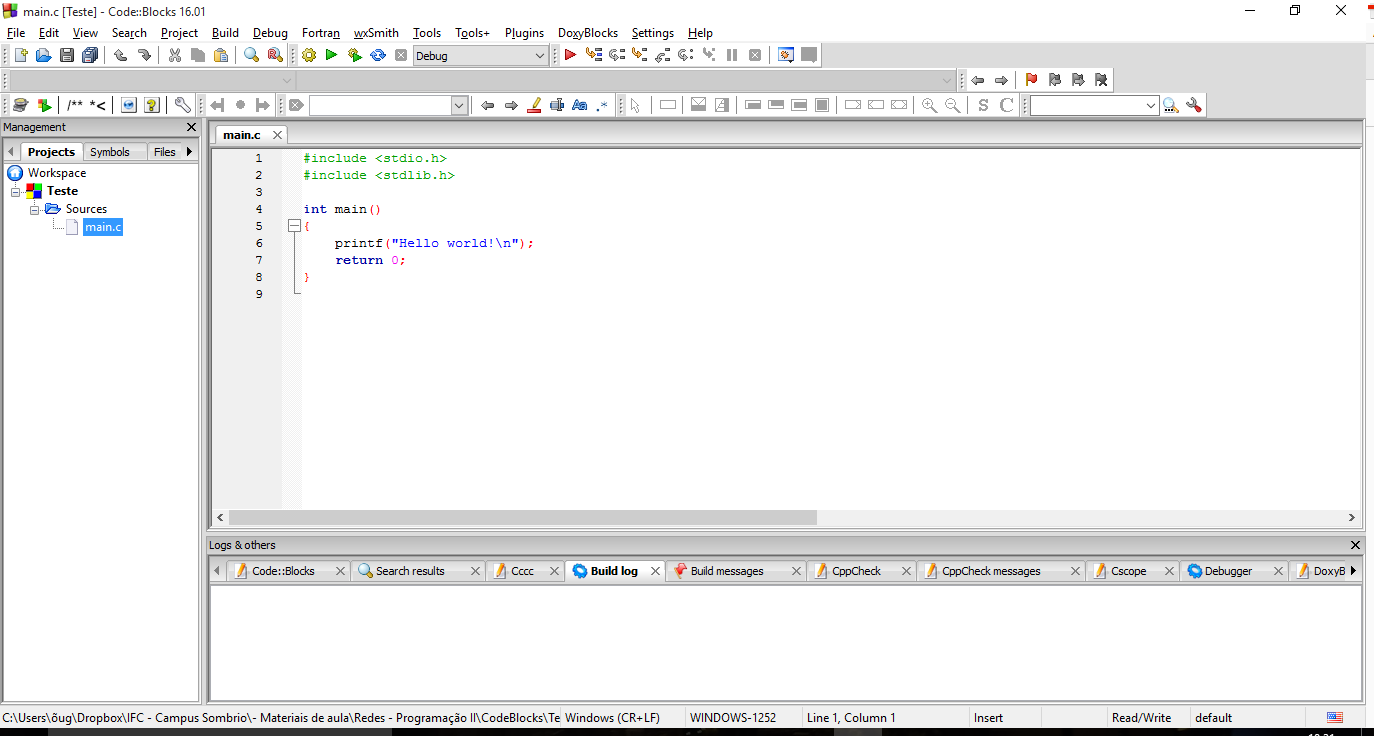 main.c [Teste] - Code::Blocks 16.01
File Edit View Search Project Build Debug Fortran wxSmith Tools Tools+ Plugins DoxyBlocks Settings Help
Debug
/** *<
Aa .*
S C
Management
main.c
Projects Symbols Files
Workspace
Teste
Sources
main.c
1 #include <stdio.h>
2 #include <stdlib.h>
3
4 int main()
5 {
6 printf("Hello world!\n");
7 return 0;
8 }
9
Logs & others
Code::Blocks Search results Cccc Build log Build messages CppCheck CppCheck messages Cscope Debugger DoxyB
C:\Users\õug\Dropbox\IFC - Campus Sombrio\- Materiais de aula\Redes - Programação II\CodeBlocks\Te Windows (CR+LF) WINDOWS-1252 Line 1, Column 1 Insert Read/Write default